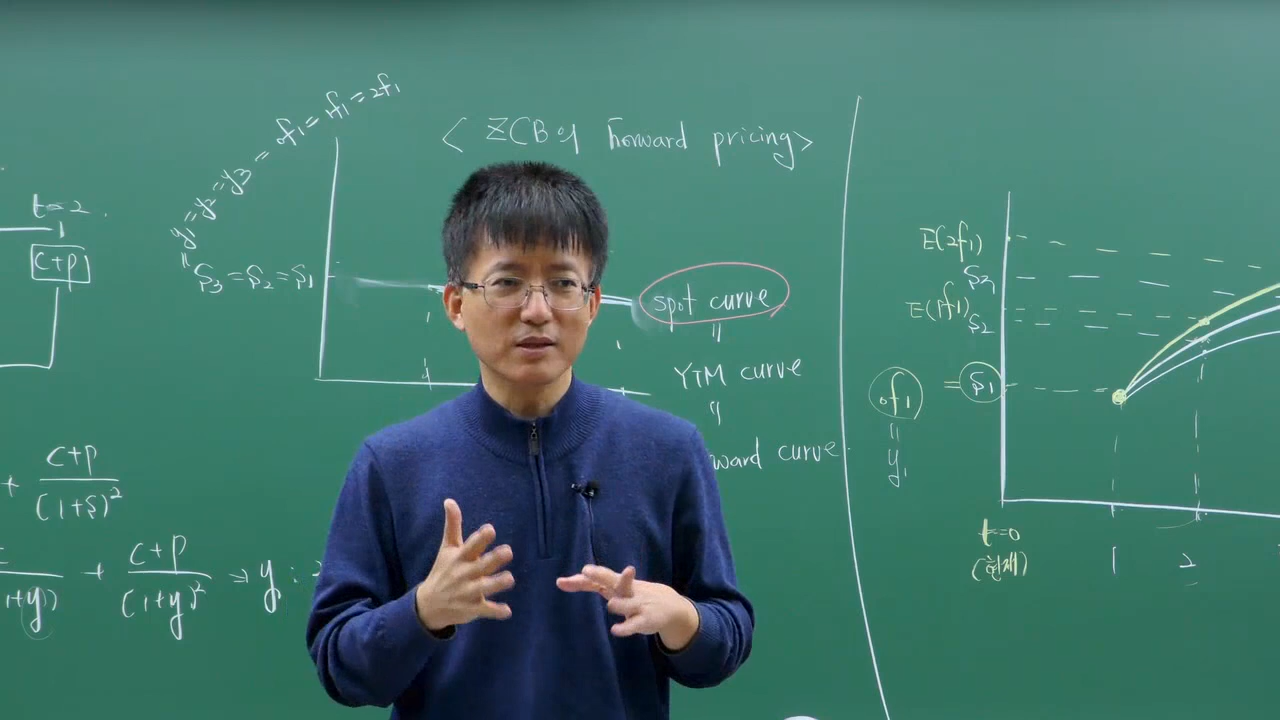 t=2
C+P
+ C+P / (1+S)²
+ C+P / (1+y)² ⇒ y :
y₁ = y₂ = y₃ = ₀f₁ = ₁f₁ = ₂f₁
"
S₃ = S₂ = S₁
< ZCB의 Forward pricing>
spot curve
"
YTM curve
"
ward curve
E(₂f₁)
S₃
E(₁f₁)
S₂
₀f₁ = S₁
"
y₁
t=0
(현재)
1 2